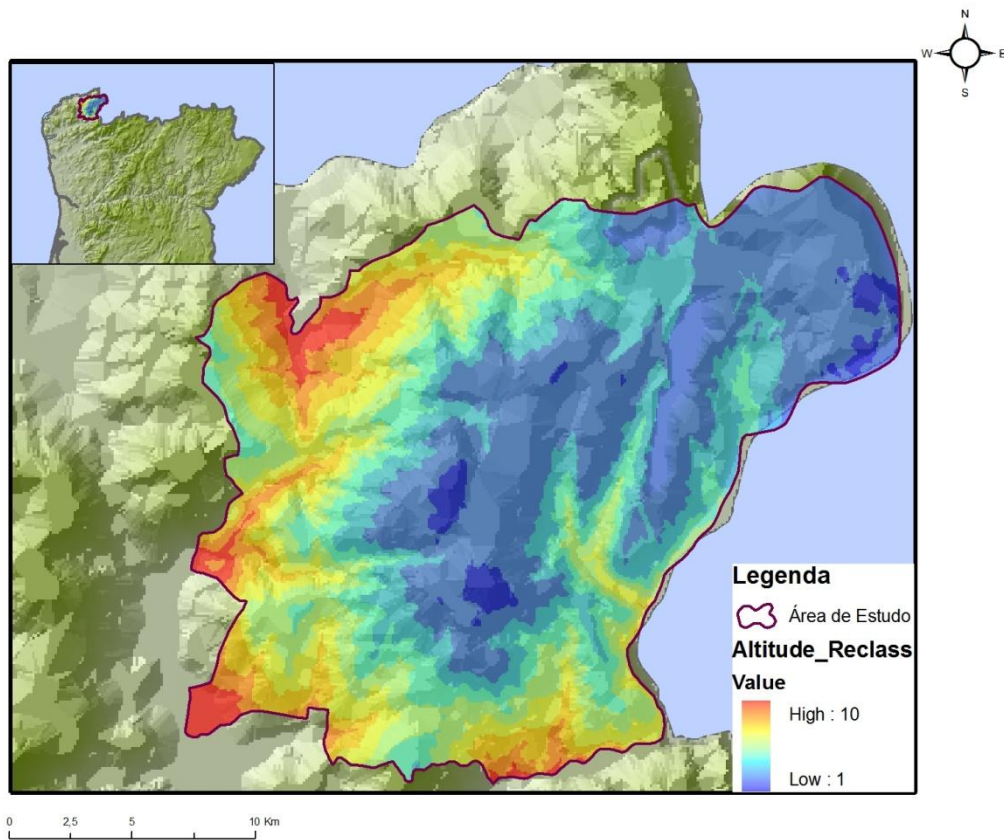 N
W E
S
Legenda
Área de Estudo
Altitude_Reclass
Value
High : 10
Low : 1
0 2,5 5 10 Km